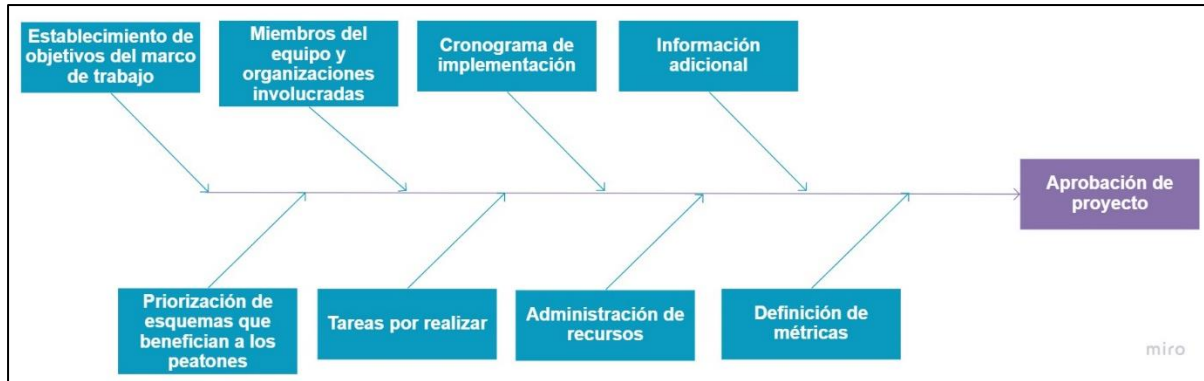 Establecimiento de
objetivos del marco
de trabajo
Miembros del
equipo y
organizaciones
involucradas
Cronograma de
implementación
Información
adicional
Aprobación de
proyecto
Priorización de
esquemas que
benefician a los
peatones
Tareas por realizar
Administración de
recursos
Definición de
métricas
miro